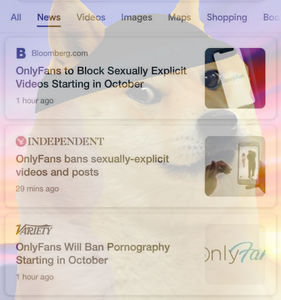 All News Videos Images Maps Shopping Boo
B Bloomberg.com
OnlyFans to Block Sexually Explicit
Videos Starting in October
1 hour ago
INDEPENDENT
OnlyFans bans sexually-explicit
videos and posts
29 mins ago
VARIETY
OnlyFans Will Ban Pornography
Starting in October
1 hour ago
OnlyFan